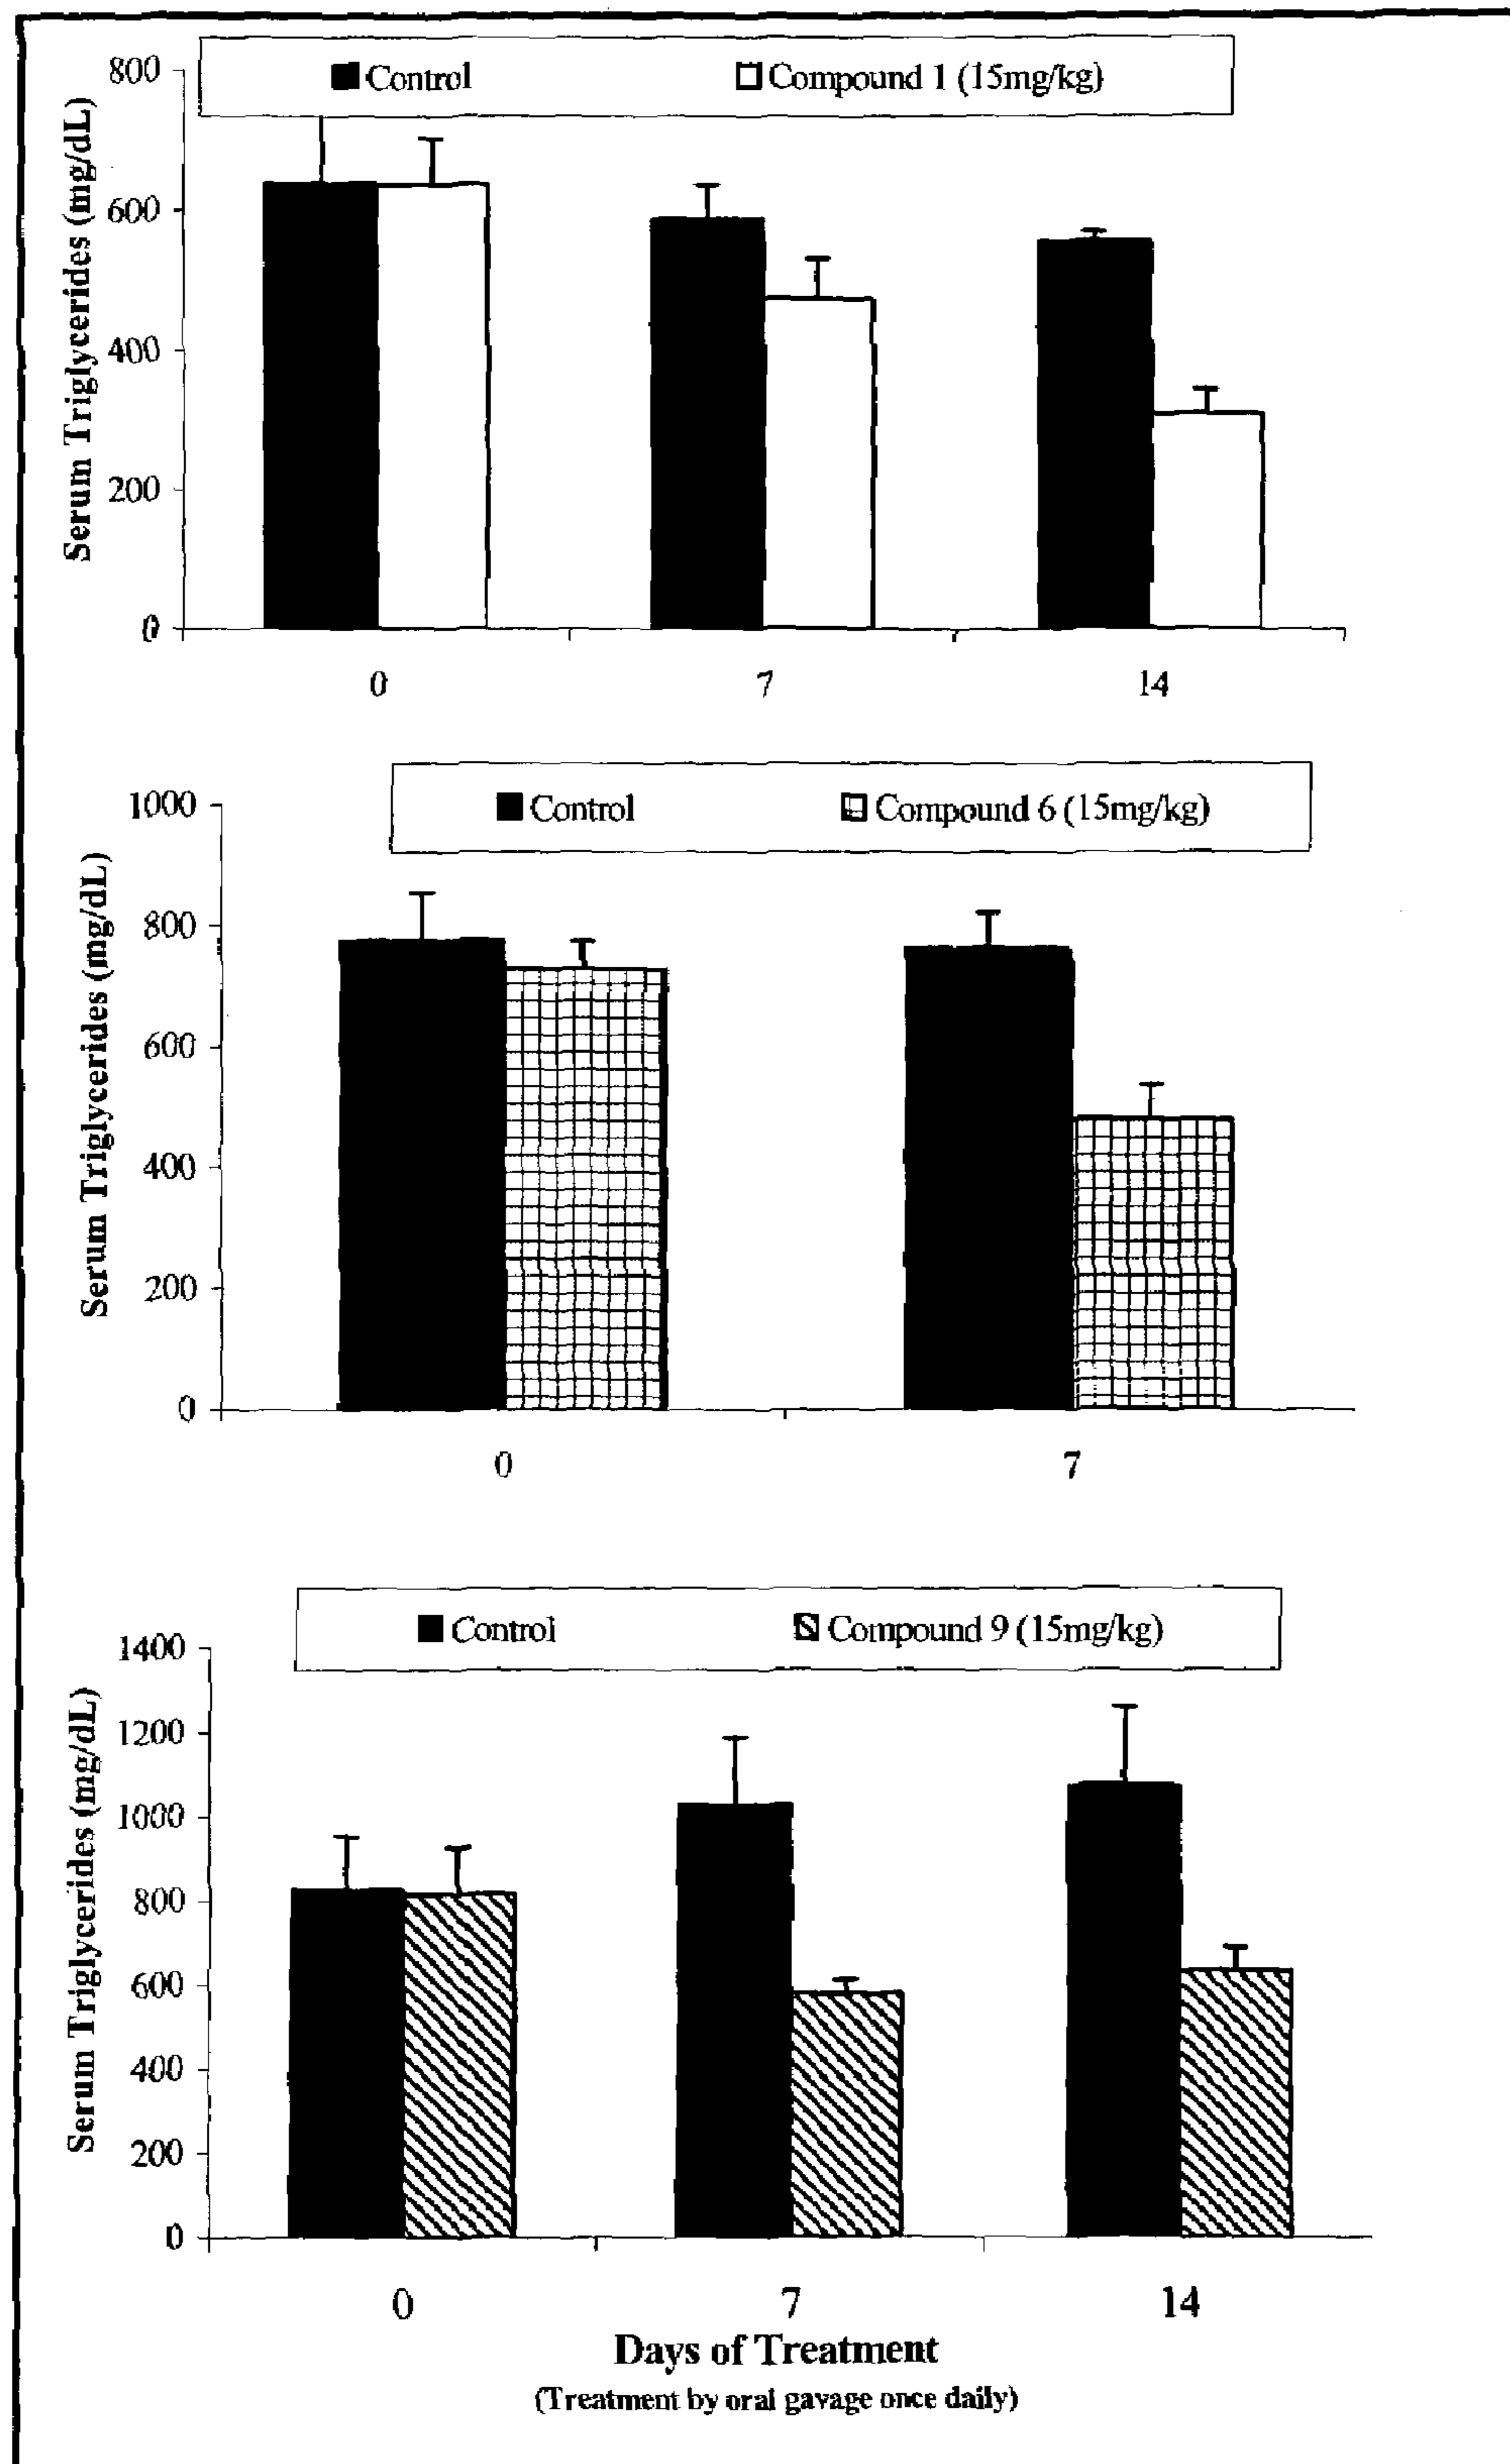 Control Compound 1 (15mg/kg)
800
600
400
200
0
Serum Triglycerides (mg/dL)
0 7 14
Control Compound 6 (15mg/kg)
1000
800
600
400
200
0
Serum Triglycerides (mg/dL)
0 7
Control Compound 9 (15mg/kg)
1400
1200
1000
800
600
400
200
0
Serum Triglycerides (mg/dL)
0 7 14
Days of Treatment
(Treatment by oral gavage once daily)